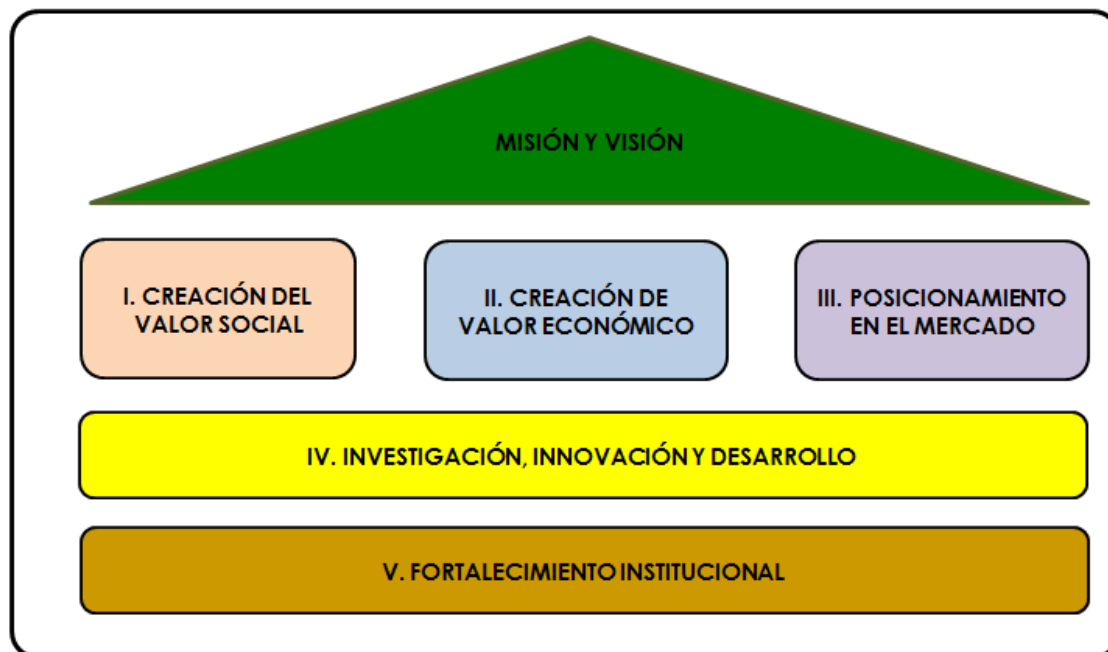 MISIÓN Y VISIÓN
I. CREACIÓN DEL
VALOR SOCIAL
II. CREACIÓN DE
VALOR ECONÓMICO
III. POSICIONAMIENTO
EN EL MERCADO
IV. INVESTIGACIÓN, INNOVACIÓN Y DESARROLLO
V. FORTALECIMIENTO INSTITUCIONAL